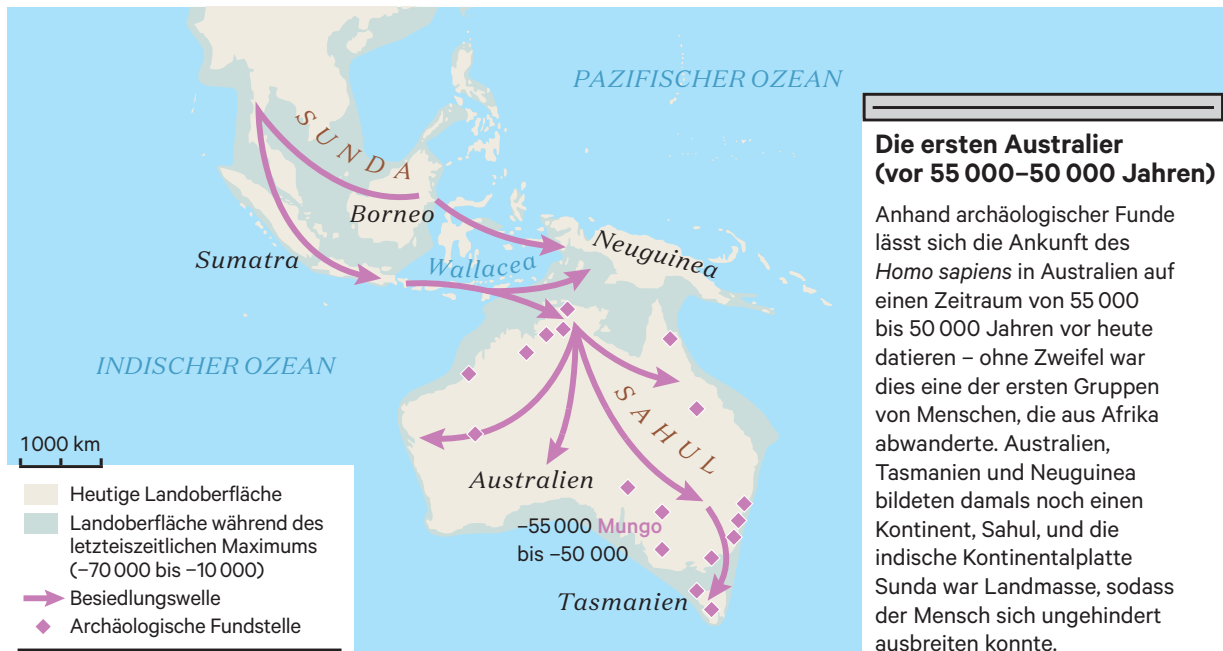 PAZIFISCHER OZEAN
SUNDA
Borneo
Sumatra
Wallacea
Neuguinea
INDISCHER OZEAN
SAHUL
Australien
–55 000 Mungo
bis –50 000
Tasmanien
1000 km
Heutige Landoberfläche
Landoberfläche während des
letzteiszeitlichen Maximums
(–70 000 bis –10 000)
Besiedlungswelle
Archäologische Fundstelle
Die ersten Australier
(vor 55 000–50 000 Jahren)
Anhand archäologischer Funde
lässt sich die Ankunft des
Homo sapiens in Australien auf
einen Zeitraum von 55 000
bis 50 000 Jahren vor heute
datieren – ohne Zweifel war
dies eine der ersten Gruppen
von Menschen, die aus Afrika
abwanderte. Australien,
Tasmanien und Neuguinea
bildeten damals noch einen
Kontinent, Sahul, und die
indische Kontinentalplatte
Sunda war Landmasse, sodass
der Mensch sich ungehindert
ausbreiten konnte.